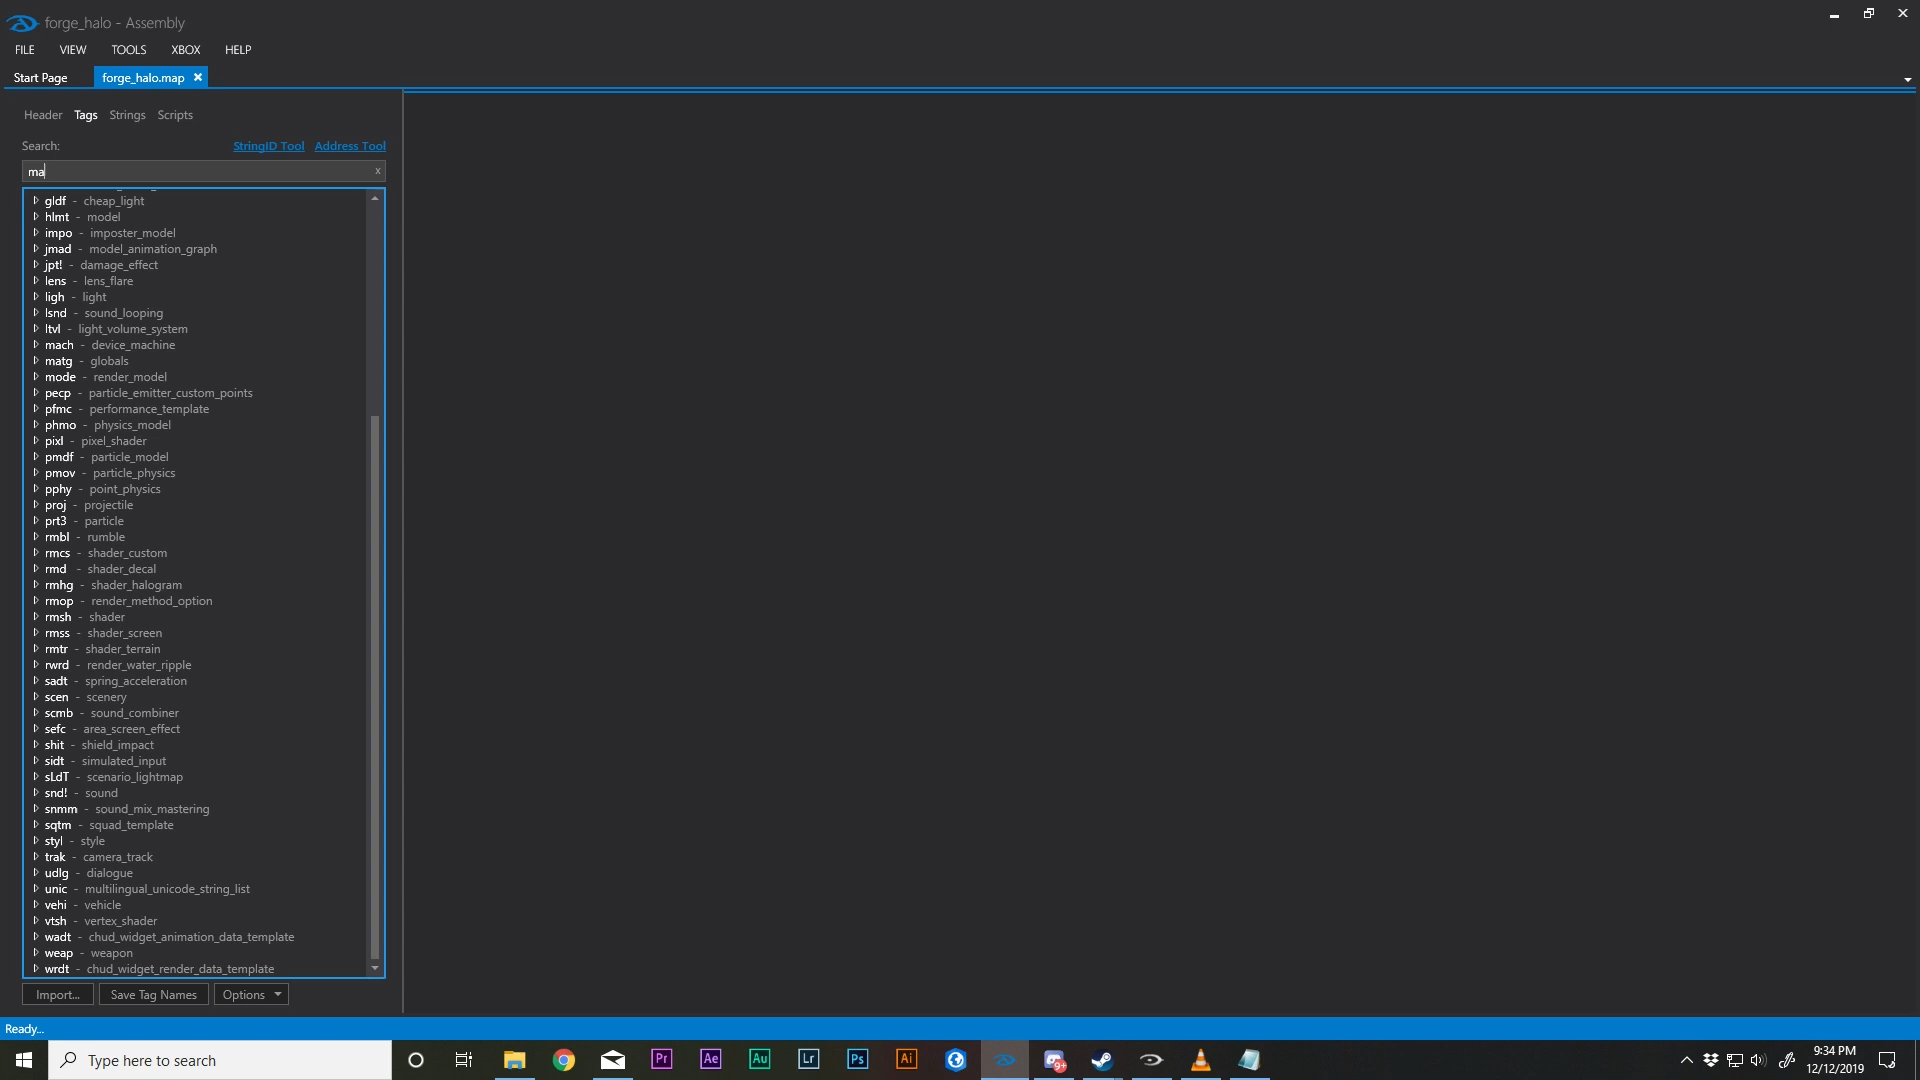 forge_halo - Assembly
FILE VIEW TOOLS XBOX HELP
Start Page forge_halo.map
Header Tags Strings Scripts
Search: StringID Tool Address Tool
ma x
gldf - cheap_light
hlmt - model
impo - imposter_model
jmad - model_animation_graph
jpt! - damage_effect
lens - lens_flare
ligh - light
lsnd - sound_looping
ltvl - light_volume_system
mach - device_machine
matg - globals
mode - render_model
pecp - particle_emitter_custom_points
pfmc - performance_template
phmo - physics_model
pixl - pixel_shader
pmdf - particle_model
pmov - particle_physics
pphy - point_physics
proj - projectile
prt3 - particle
rmbl - rumble
rmcs - shader_custom
rmd - shader_decal
rmhg - shader_halogram
rmop - render_method_option
rmsh - shader
rmss - shader_screen
rmtr - shader_terrain
rwrd - render_water_ripple
sadt - spring_acceleration
scen - scenery
scmb - sound_combiner
sefc - area_screen_effect
shit - shield_impact
sidt - simulated_input
sLdT - scenario_lightmap
snd! - sound
snmm - sound_mix_mastering
sqtm - squad_template
styl - style
trak - camera_track
udlg - dialogue
unic - multilingual_unicode_string_list
vehi - vehicle
vtsh - vertex_shader
wadt - chud_widget_animation_data_template
weap - weapon
wrdt - chud_widget_render_data_template
Import... Save Tag Names Options
Ready...
Type here to search Pr Ae Au Lr Ps Ai 9+ 9:34 PM
12/12/2019